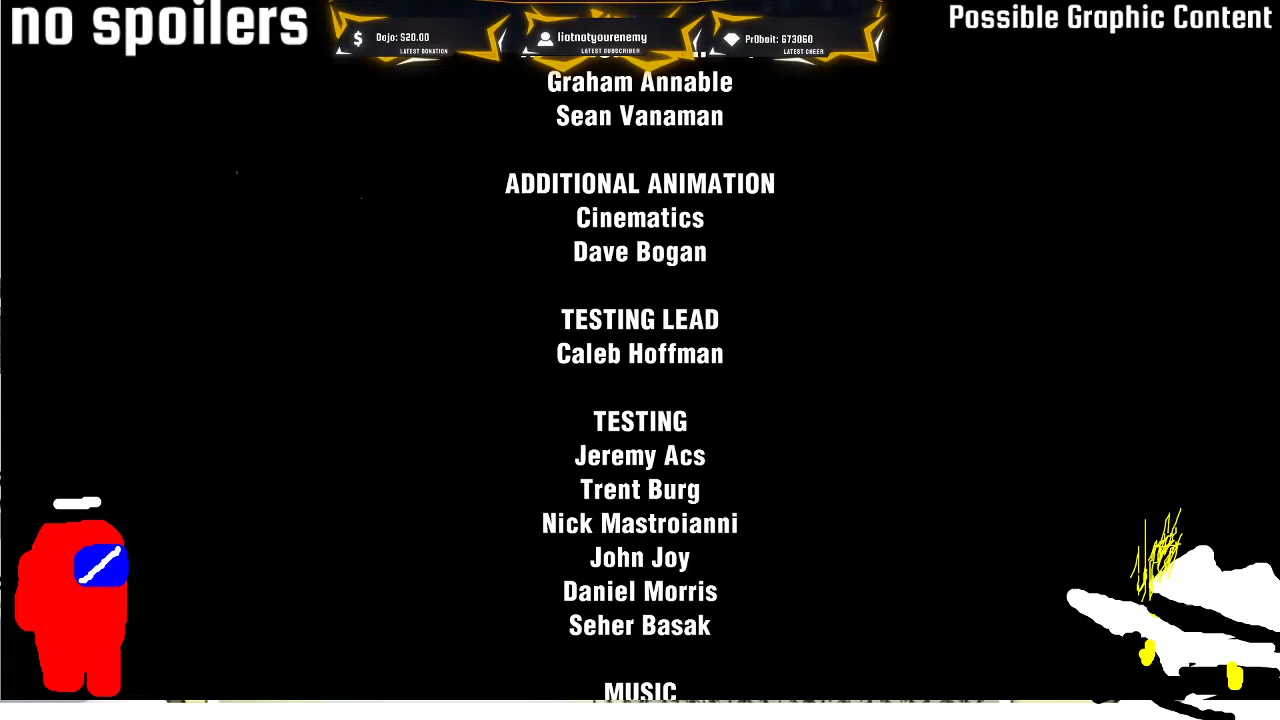 no spoilers
Possible Graphic Content
$ Dojo: $20.00
LATEST DONATION
liatnotyourenemy
LATEST SUBSCRIBER
Pr0bait: 673060
LATEST CHEER
Graham Annable
Sean Vanaman
ADDITIONAL ANIMATION
Cinematics
Dave Bogan
TESTING LEAD
Caleb Hoffman
TESTING
Jeremy Acs
Trent Burg
Nick Mastroianni
John Joy
Daniel Morris
Seher Basak
MUSIC